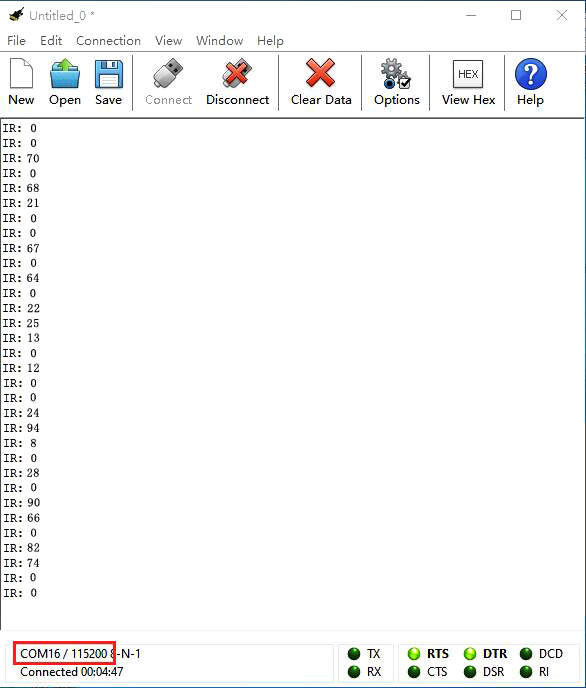 Untitled_0 *
File Edit Connection View Window Help
New Open Save Connect Disconnect Clear Data Options HEX View Hex ? Help
IR: 0
IR: 0
IR: 70
IR: 0
IR: 68
IR: 21
IR: 0
IR: 0
IR: 67
IR: 0
IR: 64
IR: 0
IR: 22
IR: 25
IR: 13
IR: 0
IR: 12
IR: 0
IR: 0
IR: 24
IR: 94
IR: 8
IR: 0
IR: 28
IR: 0
IR: 90
IR: 66
IR: 0
IR: 82
IR: 74
IR: 0
IR: 0
COM16 / 115200 8-N-1 TX RTS DTR DCD
Connected 00:04:47 RX CTS DSR RI